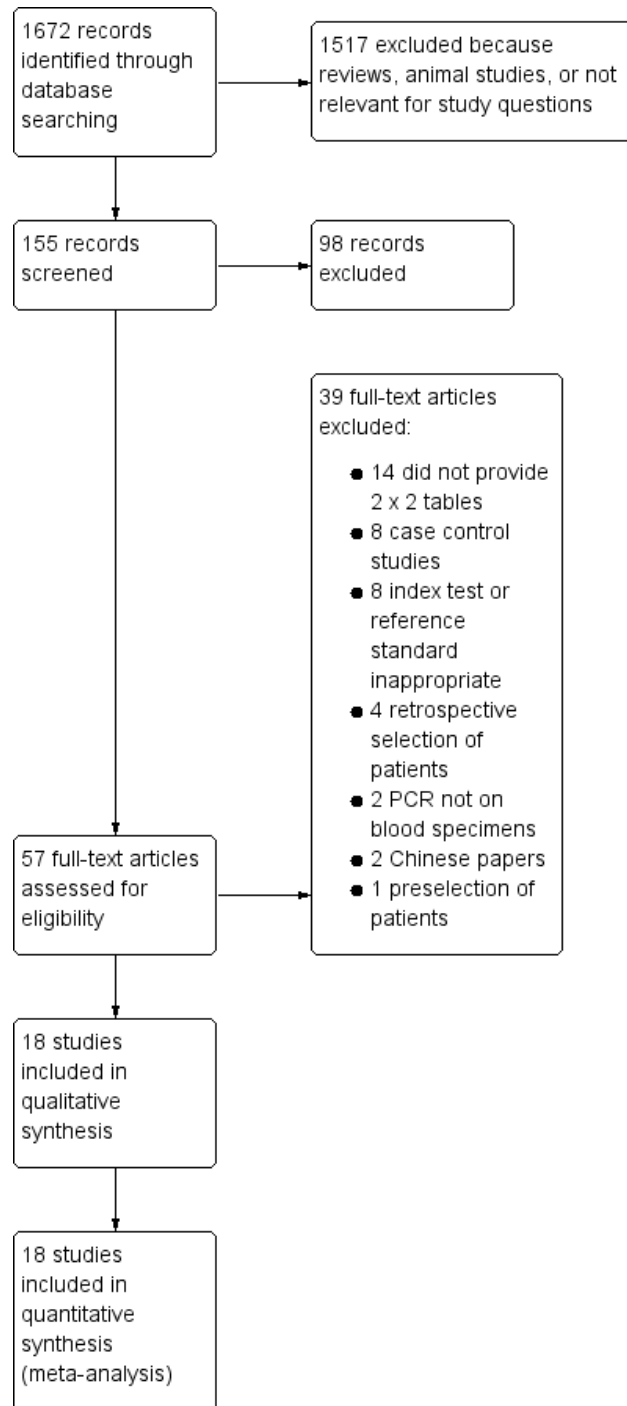 1672 records
identified through
database
searching
1517 excluded because
reviews, animal studies, or not
relevant for study questions
155 records
screened
98 records
excluded
39 full-text articles
excluded:
● 14 did not provide
2 x 2 tables
● 8 case control
studies
● 8 index test or
reference
standard
inappropriate
● 4 retrospective
selection of
patients
● 2 PCR not on
blood specimens
● 2 Chinese papers
● 1 preselection of
patients
57 full-text articles
assessed for
eligibility
18 studies
included in
qualitative
synthesis
18 studies
included in
quantitative
synthesis
(meta-analysis)